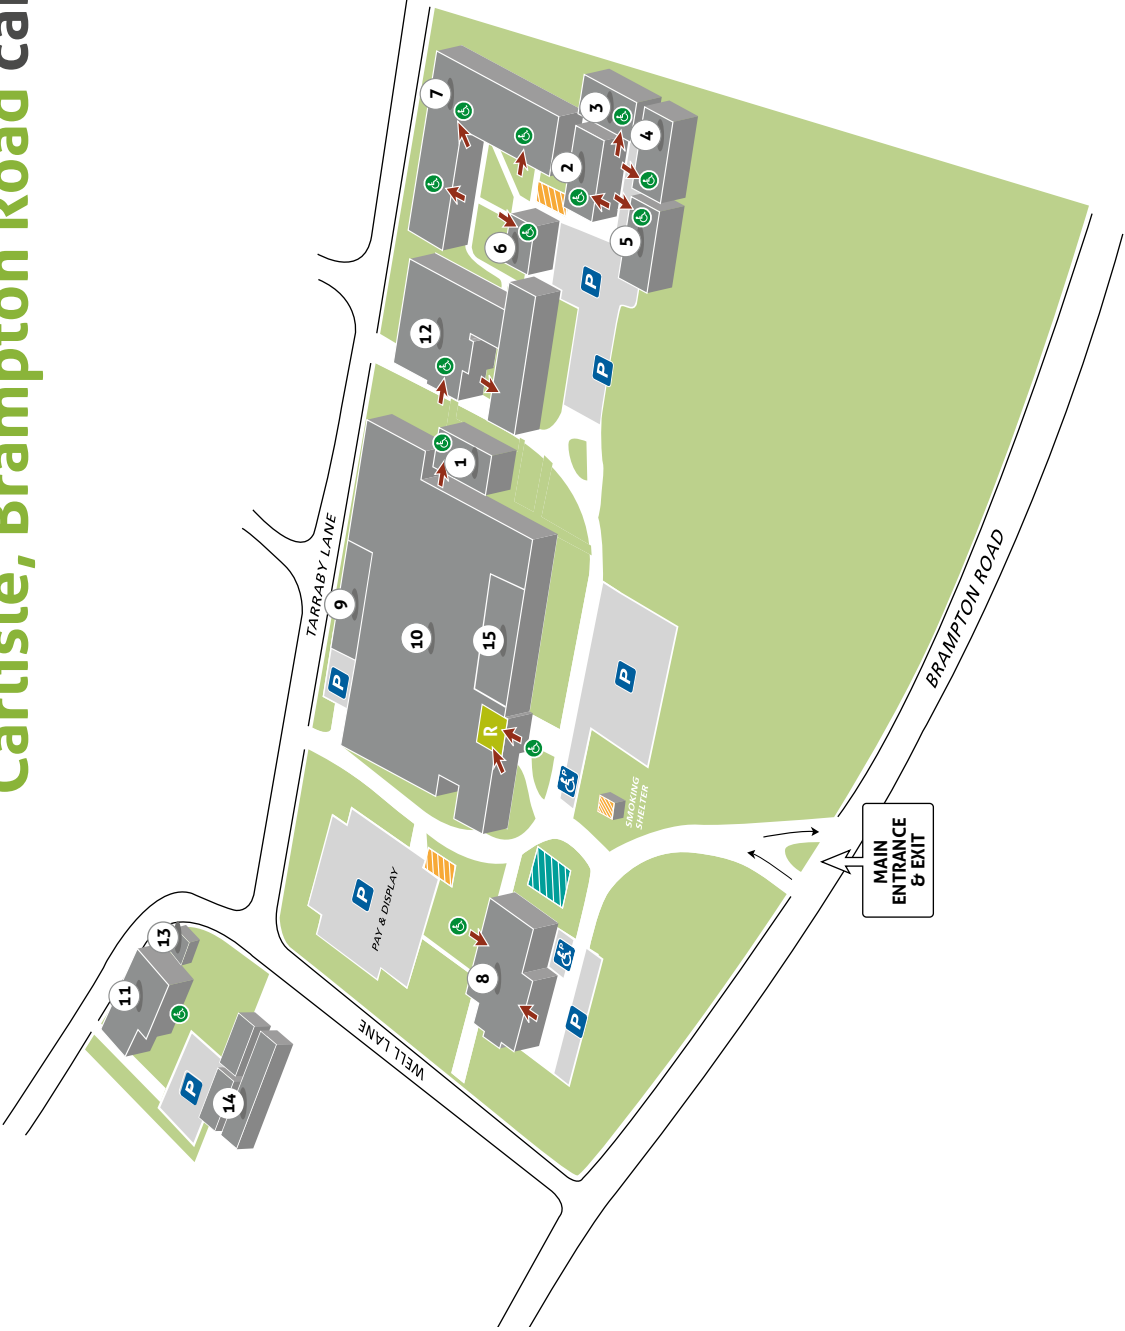 Carlisle, Brampton Road
7
3
4
2
6
5
P
12
P
1
TARRABY LANE
9
10
15
P
R
P
BRAMPTON ROAD
P
SMOKING
SHELTER
MAIN
ENTRANCE
& EXIT
P
PAY & DISPLAY
8
P
P
WELL LANE
13
11
P
14